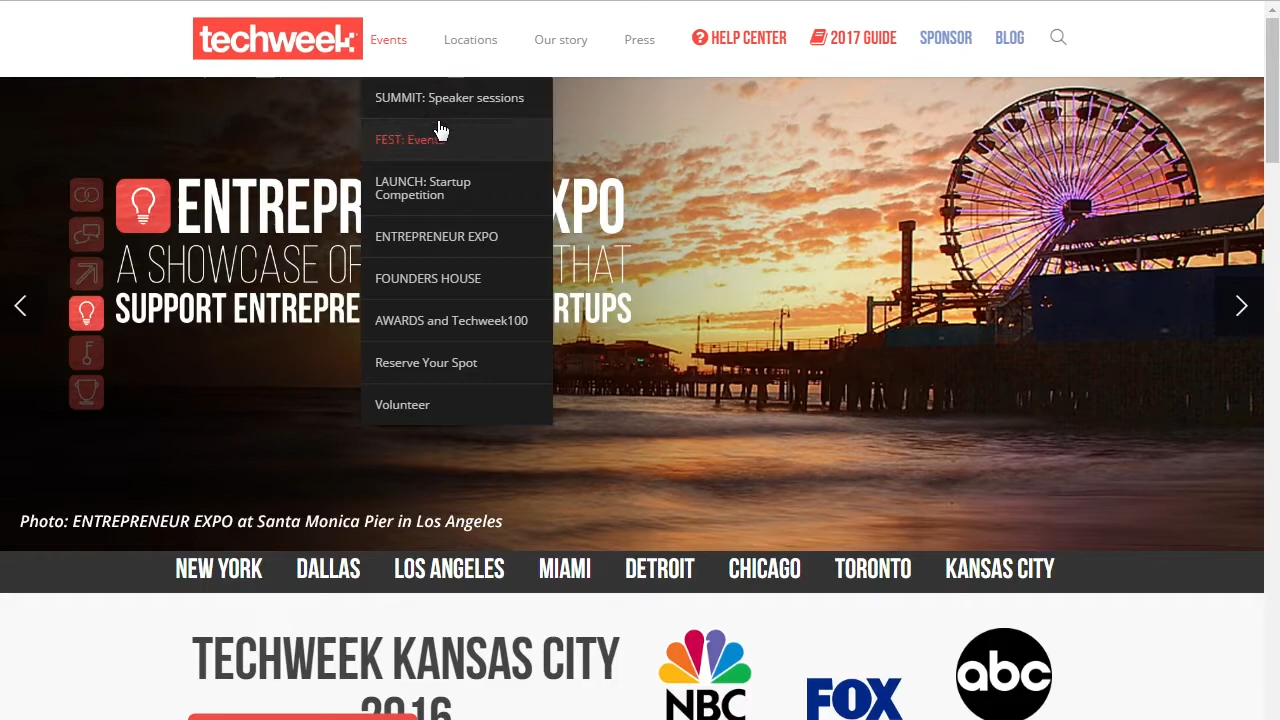 techweek
Events Locations Our story Press HELP CENTER 2017 GUIDE SPONSOR BLOG
SUMMIT: Speaker sessions
FEST: Events
LAUNCH: Startup
Competition
ENTREPRENEUR EXPO
FOUNDERS HOUSE
AWARDS and Techweek100
Reserve Your Spot
Volunteer
ENTREPR XPO
A SHOWCASE OF THAT
SUPPORT ENTREPRE RTUPS
Photo: ENTREPRENEUR EXPO at Santa Monica Pier in Los Angeles
NEW YORK DALLAS LOS ANGELES MIAMI DETROIT CHICAGO TORONTO KANSAS CITY
TECHWEEK KANSAS CITY
2016
NBC
FOX
abc